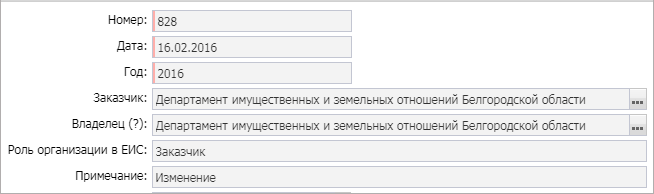 Номер: 828
Дата: 16.02.2016
Год: 2016
Заказчик: Департамент имущественных и земельных отношений Белгородской области ...
Владелец (?): Департамент имущественных и земельных отношений Белгородской области ...
Роль организации в ЕИС: Заказчик
Примечание: Изменение